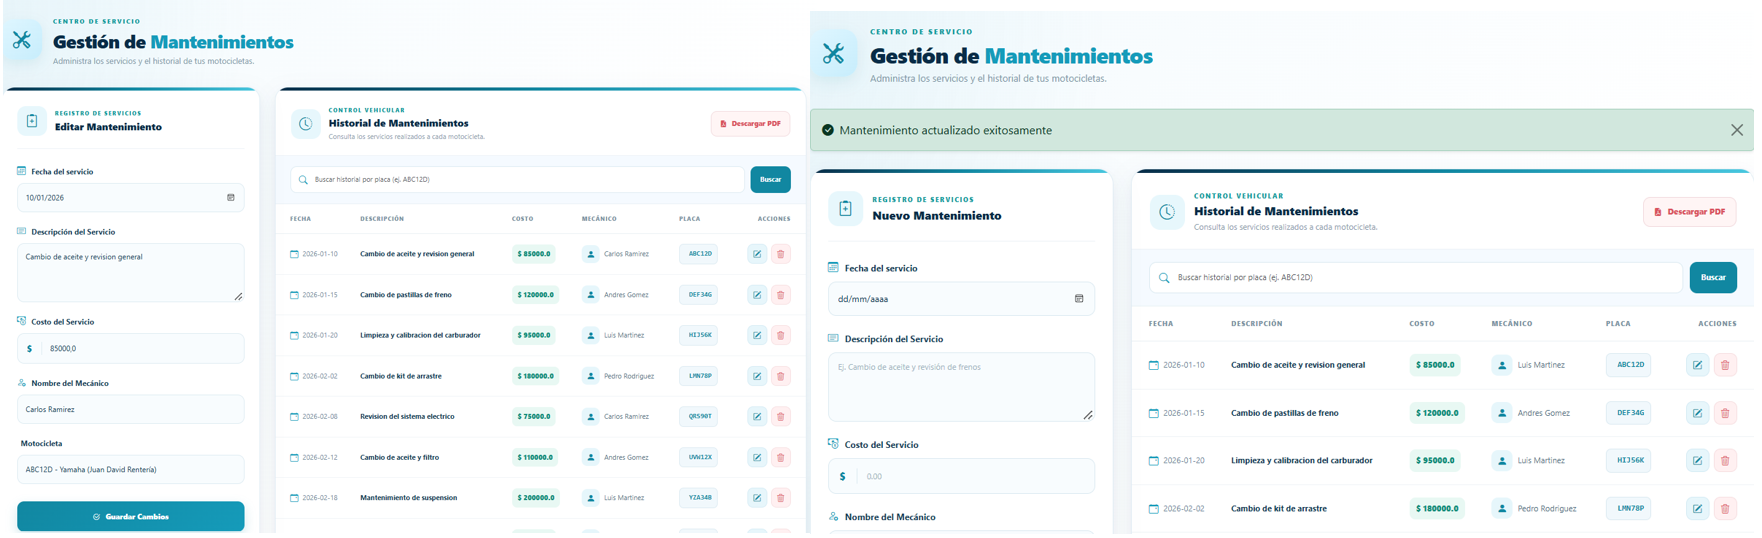 CENTRO DE SERVICIO
Gestión de Mantenimientos
Administra los servicios y el historial de tus motocicletas.
REGISTRO DE SERVICIOS
Editar Mantenimiento
Fecha del servicio
10/01/2026
Descripción del Servicio
Cambio de aceite y revision general
Costo del Servicio
$ 85000,0
Nombre del Mecánico
Carlos Ramirez
Motocicleta
ABC12D - Yamaha (Juan David Rentería)
Guardar Cambios
CONTROL VEHICULAR
Historial de Mantenimientos
Consulta los servicios realizados a cada motocicleta.
Descargar PDF
Buscar historial por placa (ej. ABC12D)
Buscar
FECHA DESCRIPCIÓN COSTO MECÁNICO PLACA ACCIONES
2026-01-10 Cambio de aceite y revision general $ 85000.0 Carlos Ramirez ABC12D
2026-01-15 Cambio de pastillas de freno $ 120000.0 Andres Gomez DEF34G
2026-01-20 Limpieza y calibracion del carburador $ 95000.0 Luis Martinez HIJ56K
2026-02-02 Cambio de kit de arrastre $ 180000.0 Pedro Rodriguez LMN78P
2026-02-08 Revision del sistema electrico $ 75000.0 Carlos Ramirez QRS90T
2026-02-12 Cambio de aceite y filtro $ 110000.0 Andres Gomez UVW12X
2026-02-18 Mantenimiento de suspension $ 200000.0 Luis Martinez YZA34B
CENTRO DE SERVICIO
Gestión de Mantenimientos
Administra los servicios y el historial de tus motocicletas.
Mantenimiento actualizado exitosamente
REGISTRO DE SERVICIOS
Nuevo Mantenimiento
Fecha del servicio
dd/mm/aaaa
Descripción del Servicio
Ej. Cambio de aceite y revisión de frenos
Costo del Servicio
$ 0.00
Nombre del Mecánico
CONTROL VEHICULAR
Historial de Mantenimientos
Consulta los servicios realizados a cada motocicleta.
Descargar PDF
Buscar historial por placa (ej. ABC12D)
Buscar
FECHA DESCRIPCIÓN COSTO MECÁNICO PLACA ACCIONES
2026-01-10 Cambio de aceite y revision general $ 85000.0 Luis Martinez ABC12D
2026-01-15 Cambio de pastillas de freno $ 120000.0 Andres Gomez DEF34G
2026-01-20 Limpieza y calibracion del carburador $ 95000.0 Luis Martinez HIJ56K
2026-02-02 Cambio de kit de arrastre $ 180000.0 Pedro Rodriguez LMN78P